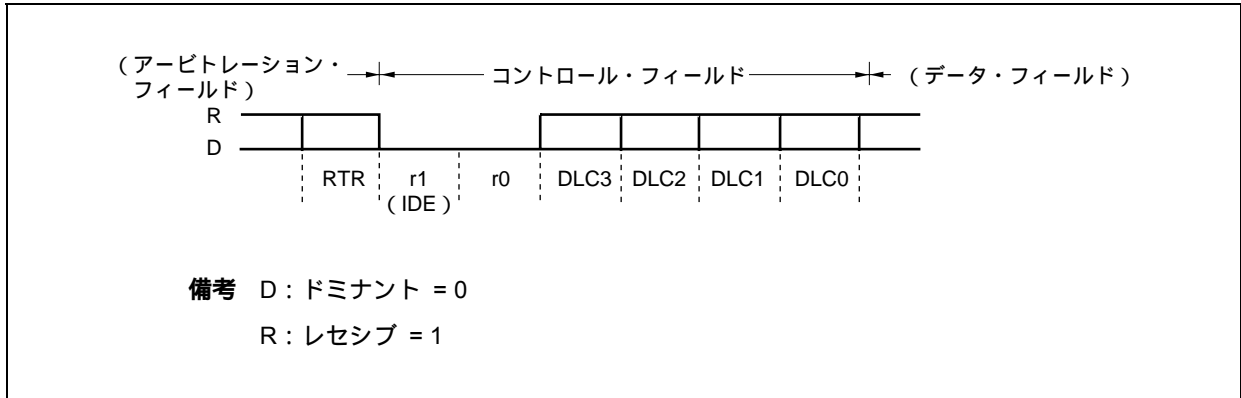 (アービトレーション・
フィールド)
コントロール・フィールド
(データ・フィールド)
R
D
RTR
r1
(IDE)
r0
DLC3
DLC2
DLC1
DLC0
備考 D:ドミナント = 0
R:レセシブ = 1